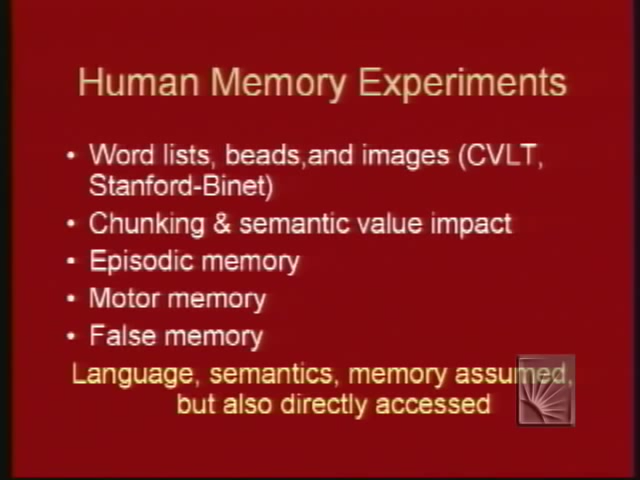 Human Memory Experiments
• Word lists, beads,and images (CVLT,
Stanford-Binet)
• Chunking & semantic value impact
• Episodic memory
• Motor memory
• False memory
Language, semantics, memory assumed,
but also directly accessed